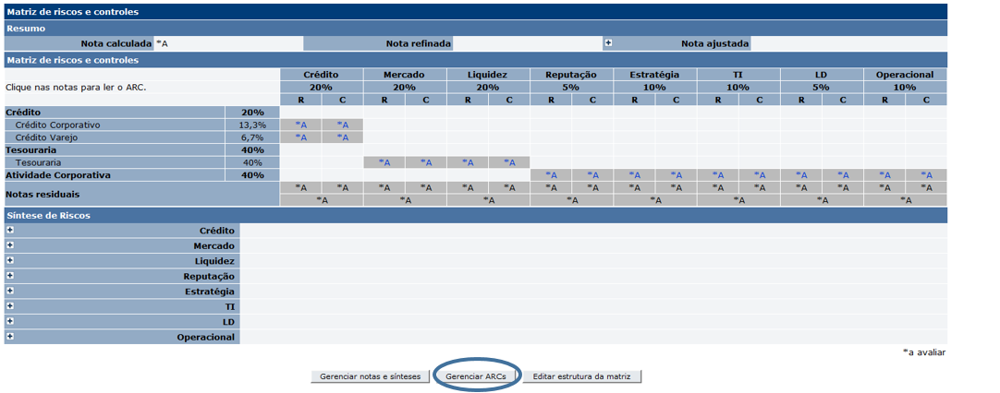 Matriz de riscos e controles
Resumo
Nota calculada *A Nota refinada Nota ajustada
Matriz de riscos e controles
Clique nas notas para ler o ARC.
Crédito Mercado Liquidez Reputação Estratégia TI LD Operacional
20% 20% 20% 5% 10% 10% 5% 10%
R C R C R C R C R C R C R C R C
Crédito 20%
Crédito Corporativo 13,3% *A *A
Crédito Varejo 6,7% *A *A
Tesouraria 40%
Tesouraria 40% *A *A *A *A
Atividade Corporativa 40% *A *A *A *A *A *A *A *A *A *A
Notas residuais
*A *A *A *A *A *A *A *A *A *A *A *A *A *A *A *A
*A *A *A *A *A *A *A *A
Síntese de Riscos
Crédito
Mercado
Liquidez
Reputação
Estratégia
TI
LD
Operacional
*a avaliar
Gerenciar notas e sínteses Gerenciar ARCs Editar estrutura da matriz